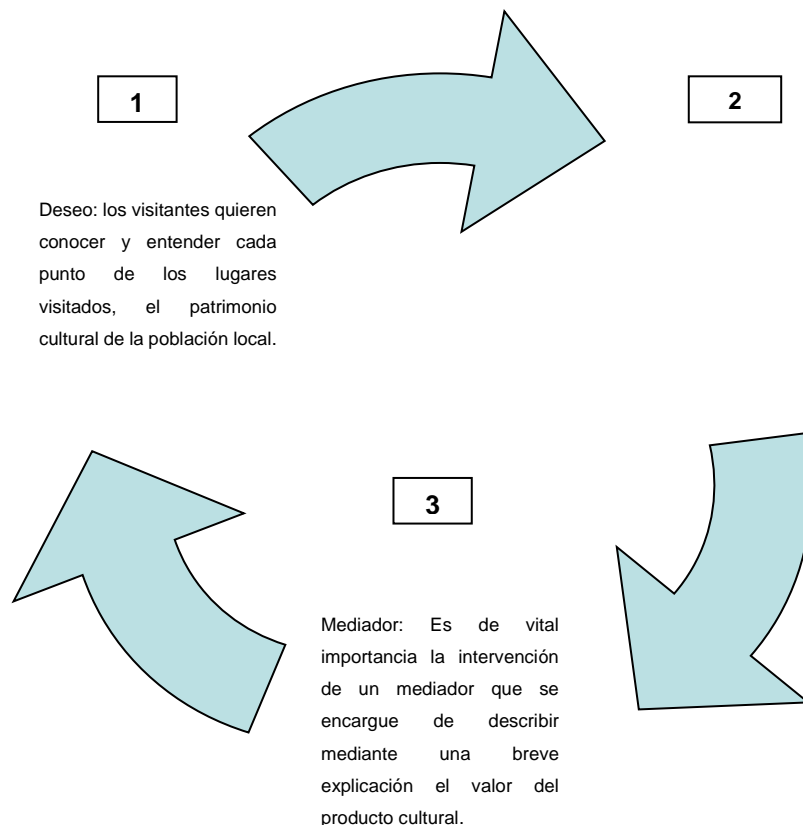 1
2
Deseo: los visitantes quieren
conocer y entender cada
punto de los lugares
visitados, el patrimonio
cultural de la población local.
3
Mediador: Es de vital
importancia la intervención
de un mediador que se
encargue de describir
mediante una breve
explicación el valor del
producto cultural.